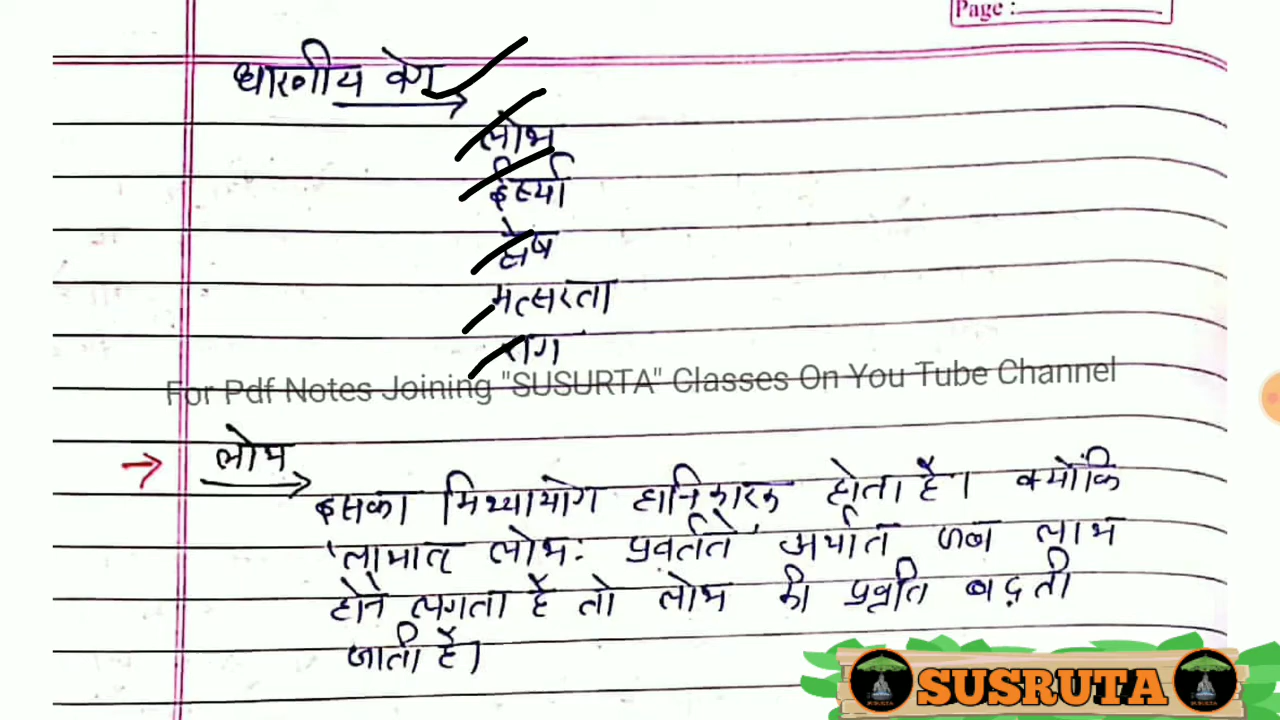 Page :
धारणीय वेग
लोभ
ईर्ष्या
द्वेष
मत्सरता
राग
For Pdf Notes Joining "SUSURTA" Classes On You Tube Channel
लोभ
इसका मिथ्यायोग हानिकारक होता है। क्योंकि
'लाभात् लोभः प्रवर्तते' अर्थात जब लाभ
होने लगता है तो लोभ की प्रवृति बढ़ती
जाती है।
SUSRUTA